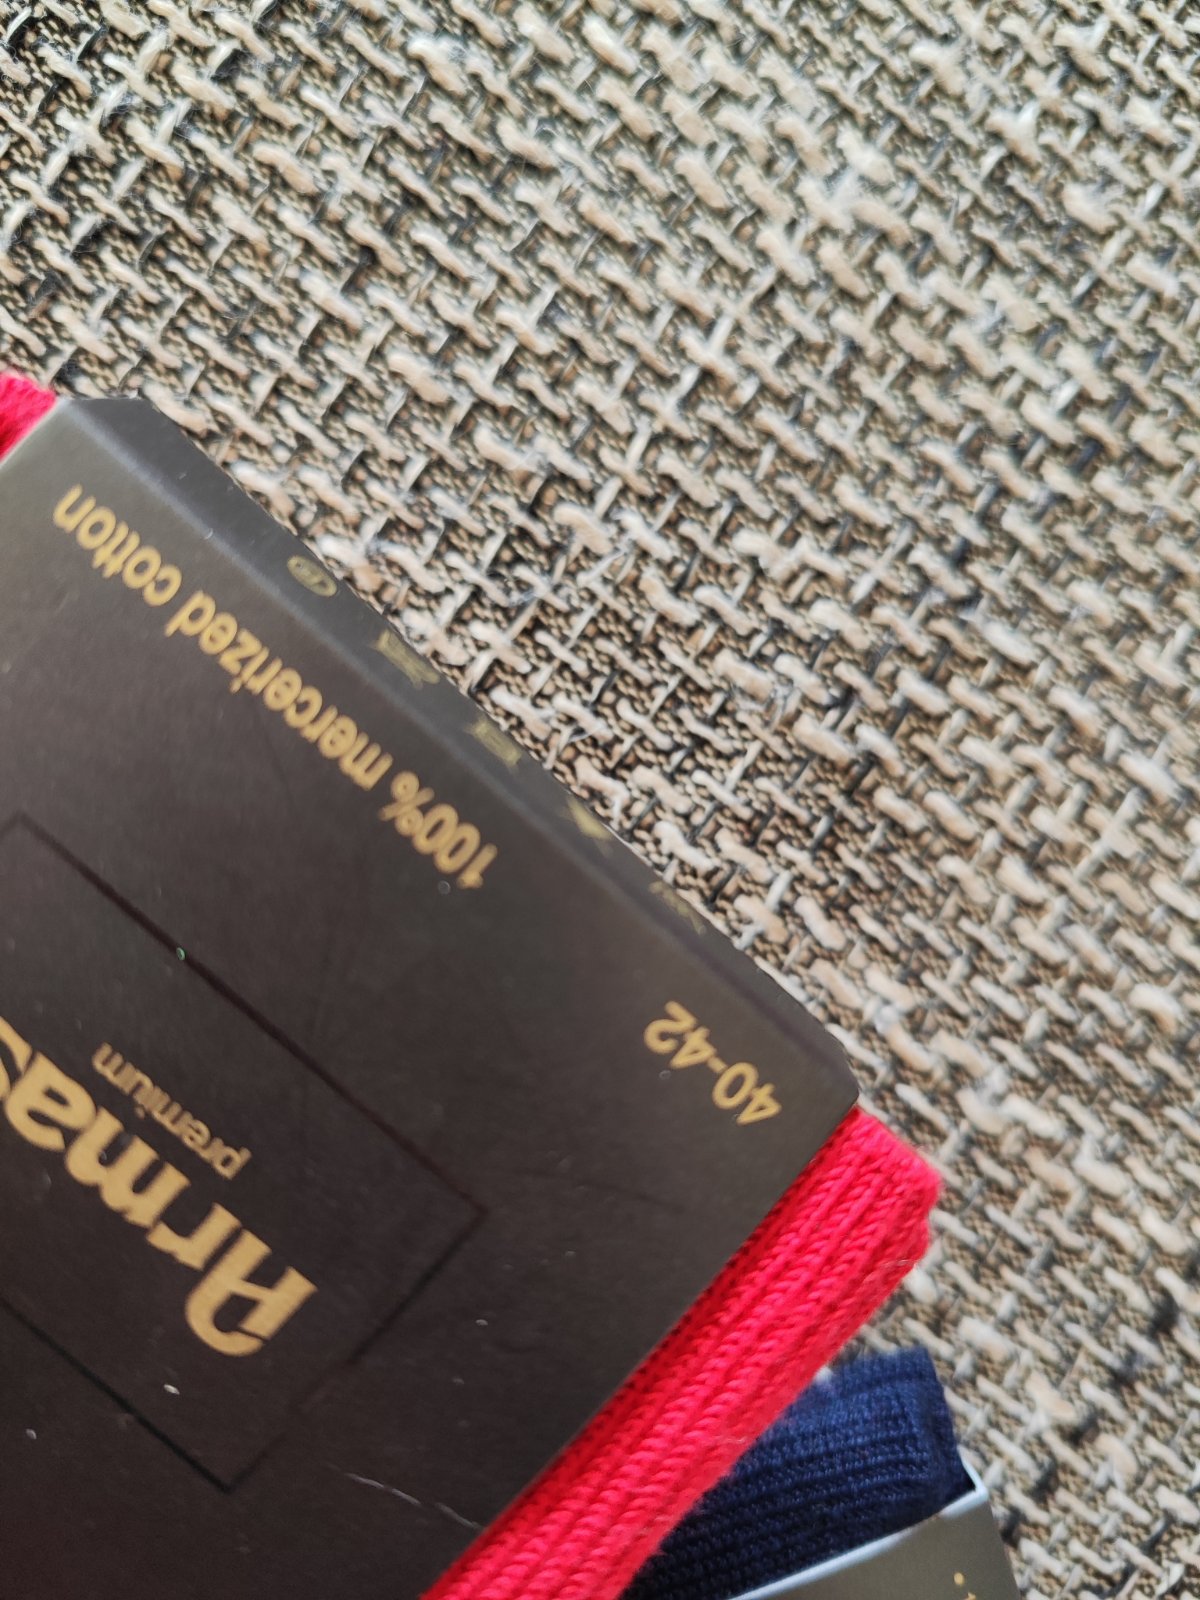 40-42
100% mercerized cotton
Armas
premium